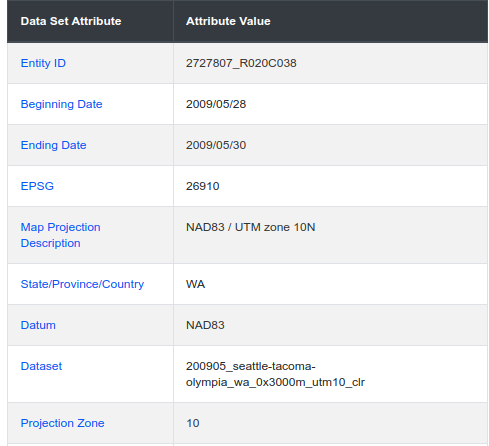 Data Set Attribute Attribute Value
Entity ID 2727807_R020C038
Beginning Date 2009/05/28
Ending Date 2009/05/30
EPSG 26910
Map Projection NAD83 / UTM zone 10N
Description
State/Province/Country WA
Datum NAD83
Dataset 200905_seattle-tacoma-
olympia_wa_0x3000m_utm10_clr
Projection Zone 10